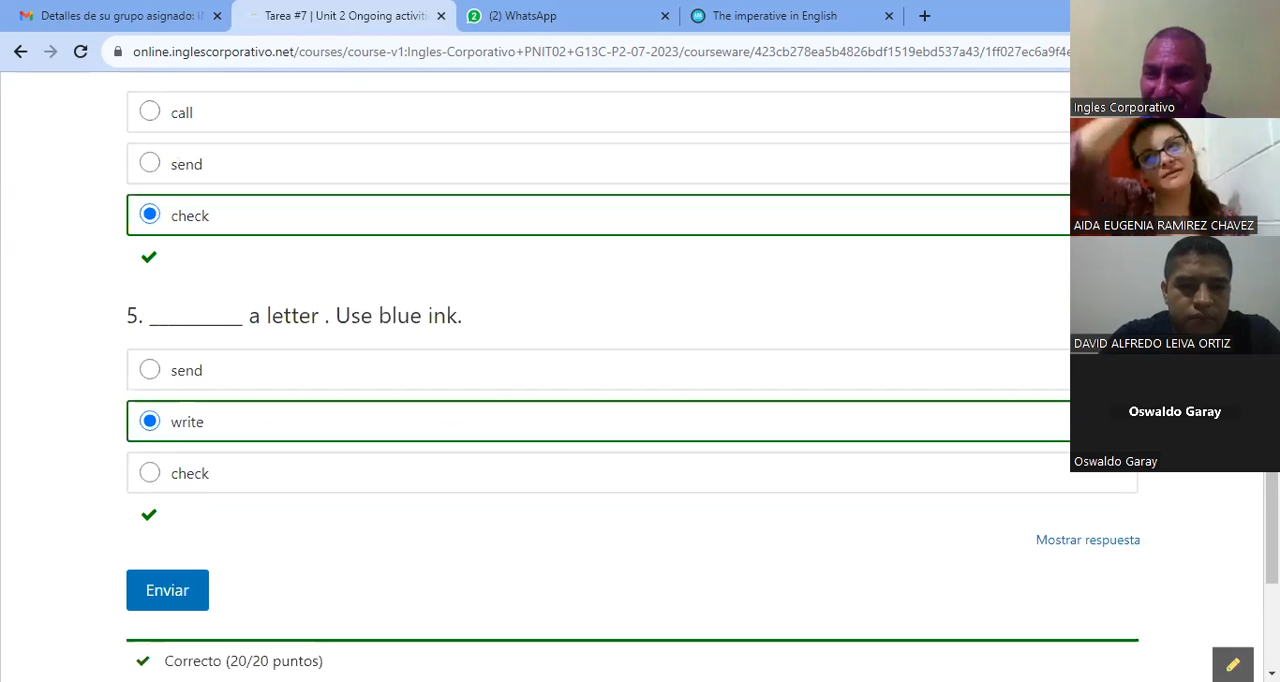 Detalles de su grupo asignado: I
Tarea #7 | Unit 2 Ongoing activiti
(2) WhatsApp
The imperative in English
online.inglescorporativo.net/courses/course-v1:Ingles-Corporativo+PNIT02+G13C-P2-07-2023/courseware/423cb278ea5b4826bdf1519ebd537a43/1ff027ec6a9f4e
call
send
check
5. ________ a letter . Use blue ink.
send
write
check
Mostrar respuesta
Enviar
Correcto (20/20 puntos)
Ingles Corporativo
AIDA EUGENIA RAMIREZ CHAVEZ
DAVID ALFREDO LEIVA ORTIZ
Oswaldo Garay
Oswaldo Garay